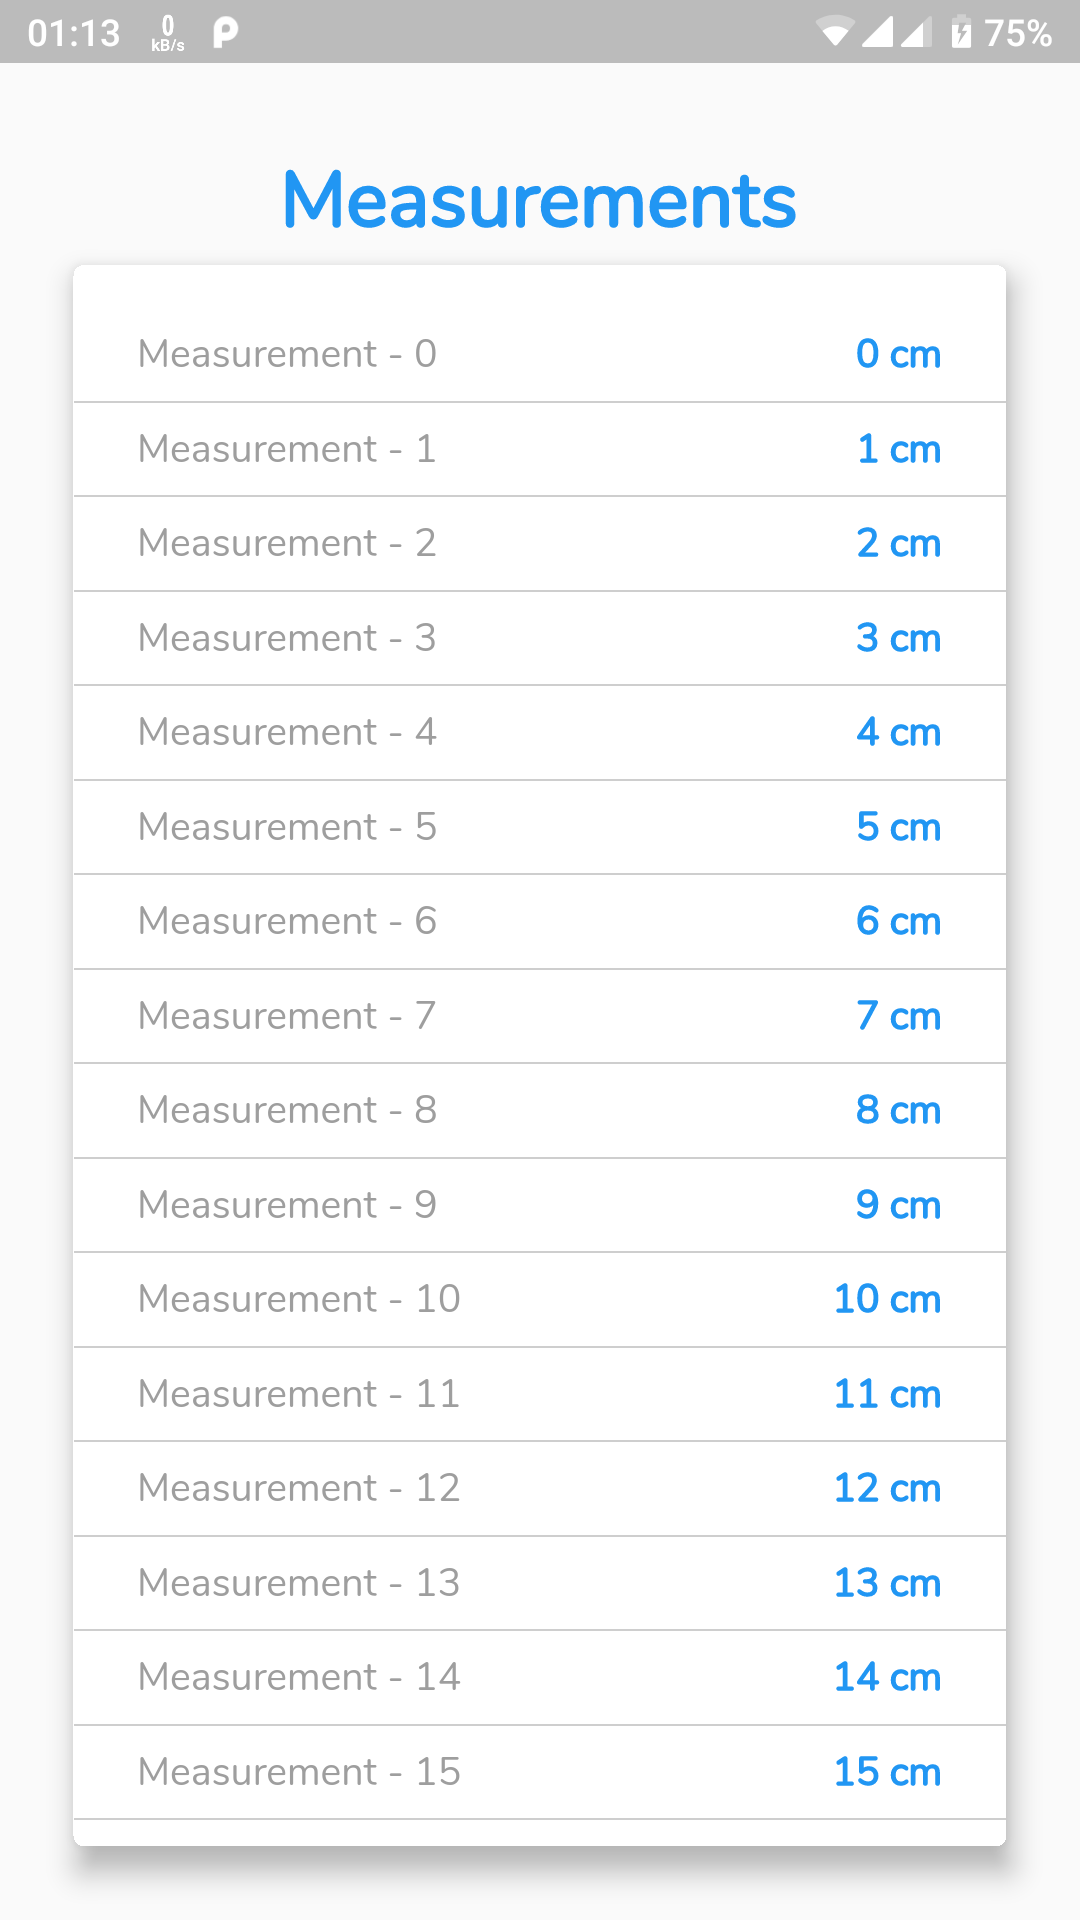 01:13 0 kB/s 75%
Measurements
Measurement - 0 0 cm
Measurement - 1 1 cm
Measurement - 2 2 cm
Measurement - 3 3 cm
Measurement - 4 4 cm
Measurement - 5 5 cm
Measurement - 6 6 cm
Measurement - 7 7 cm
Measurement - 8 8 cm
Measurement - 9 9 cm
Measurement - 10 10 cm
Measurement - 11 11 cm
Measurement - 12 12 cm
Measurement - 13 13 cm
Measurement - 14 14 cm
Measurement - 15 15 cm